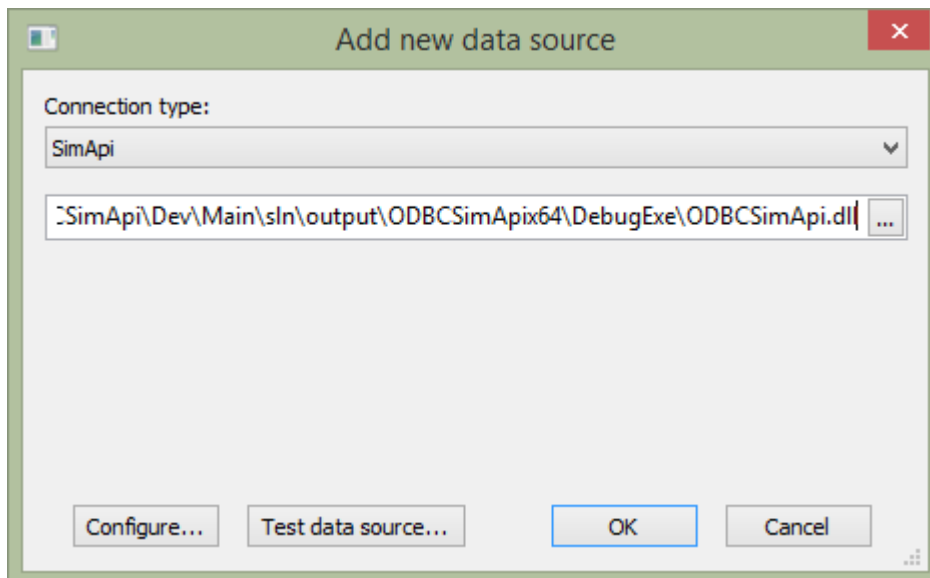 Add new data source
Connection type:
SimApi
CSimApi\Dev\Main\sln\output\ODBCSimApix64\DebugExe\ODBCSimApi.dll
...
Configure... Test data source... OK Cancel